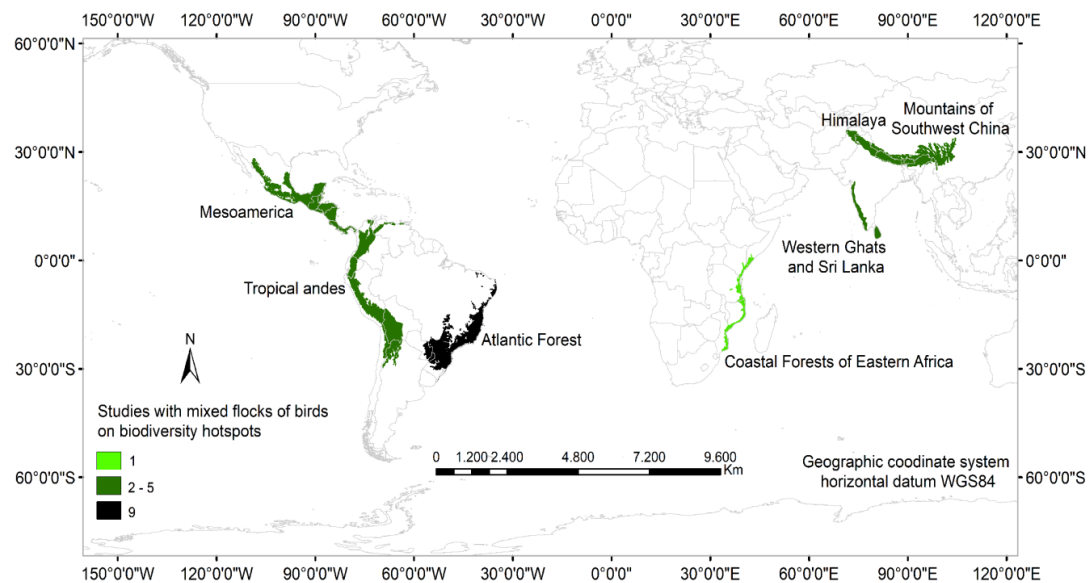 150°0'0"W 120°0'0"W 90°0'0"W 60°0'0"W 30°0'0"W 0°0'0" 30°0'0"E 60°0'0"E 90°0'0"E 120°0'0"E
60°0'0"N
Mountains of
Southwest China
Himalaya
30°0'0"N 30°0'0"N
Mesoamerica
Western Ghats
and Sri Lanka
0°0'0" 0°0'0"
Tropical andes
Atlantic Forest
Coastal Forests of Eastern Africa
N
30°0'0"S 30°0'0"S
Studies with mixed flocks of birds
on biodiversity hotspots
1
2 - 5
9
0 1.200 2.400 4.800 7.200 9.600
Km
Geographic coodinate system
horizontal datum WGS84
60°0'0"S 60°0'0"S
150°0'0"W 120°0'0"W 90°0'0"W 60°0'0"W 30°0'0"W 0°0'0" 30°0'0"E 60°0'0"E 90°0'0"E 120°0'0"E